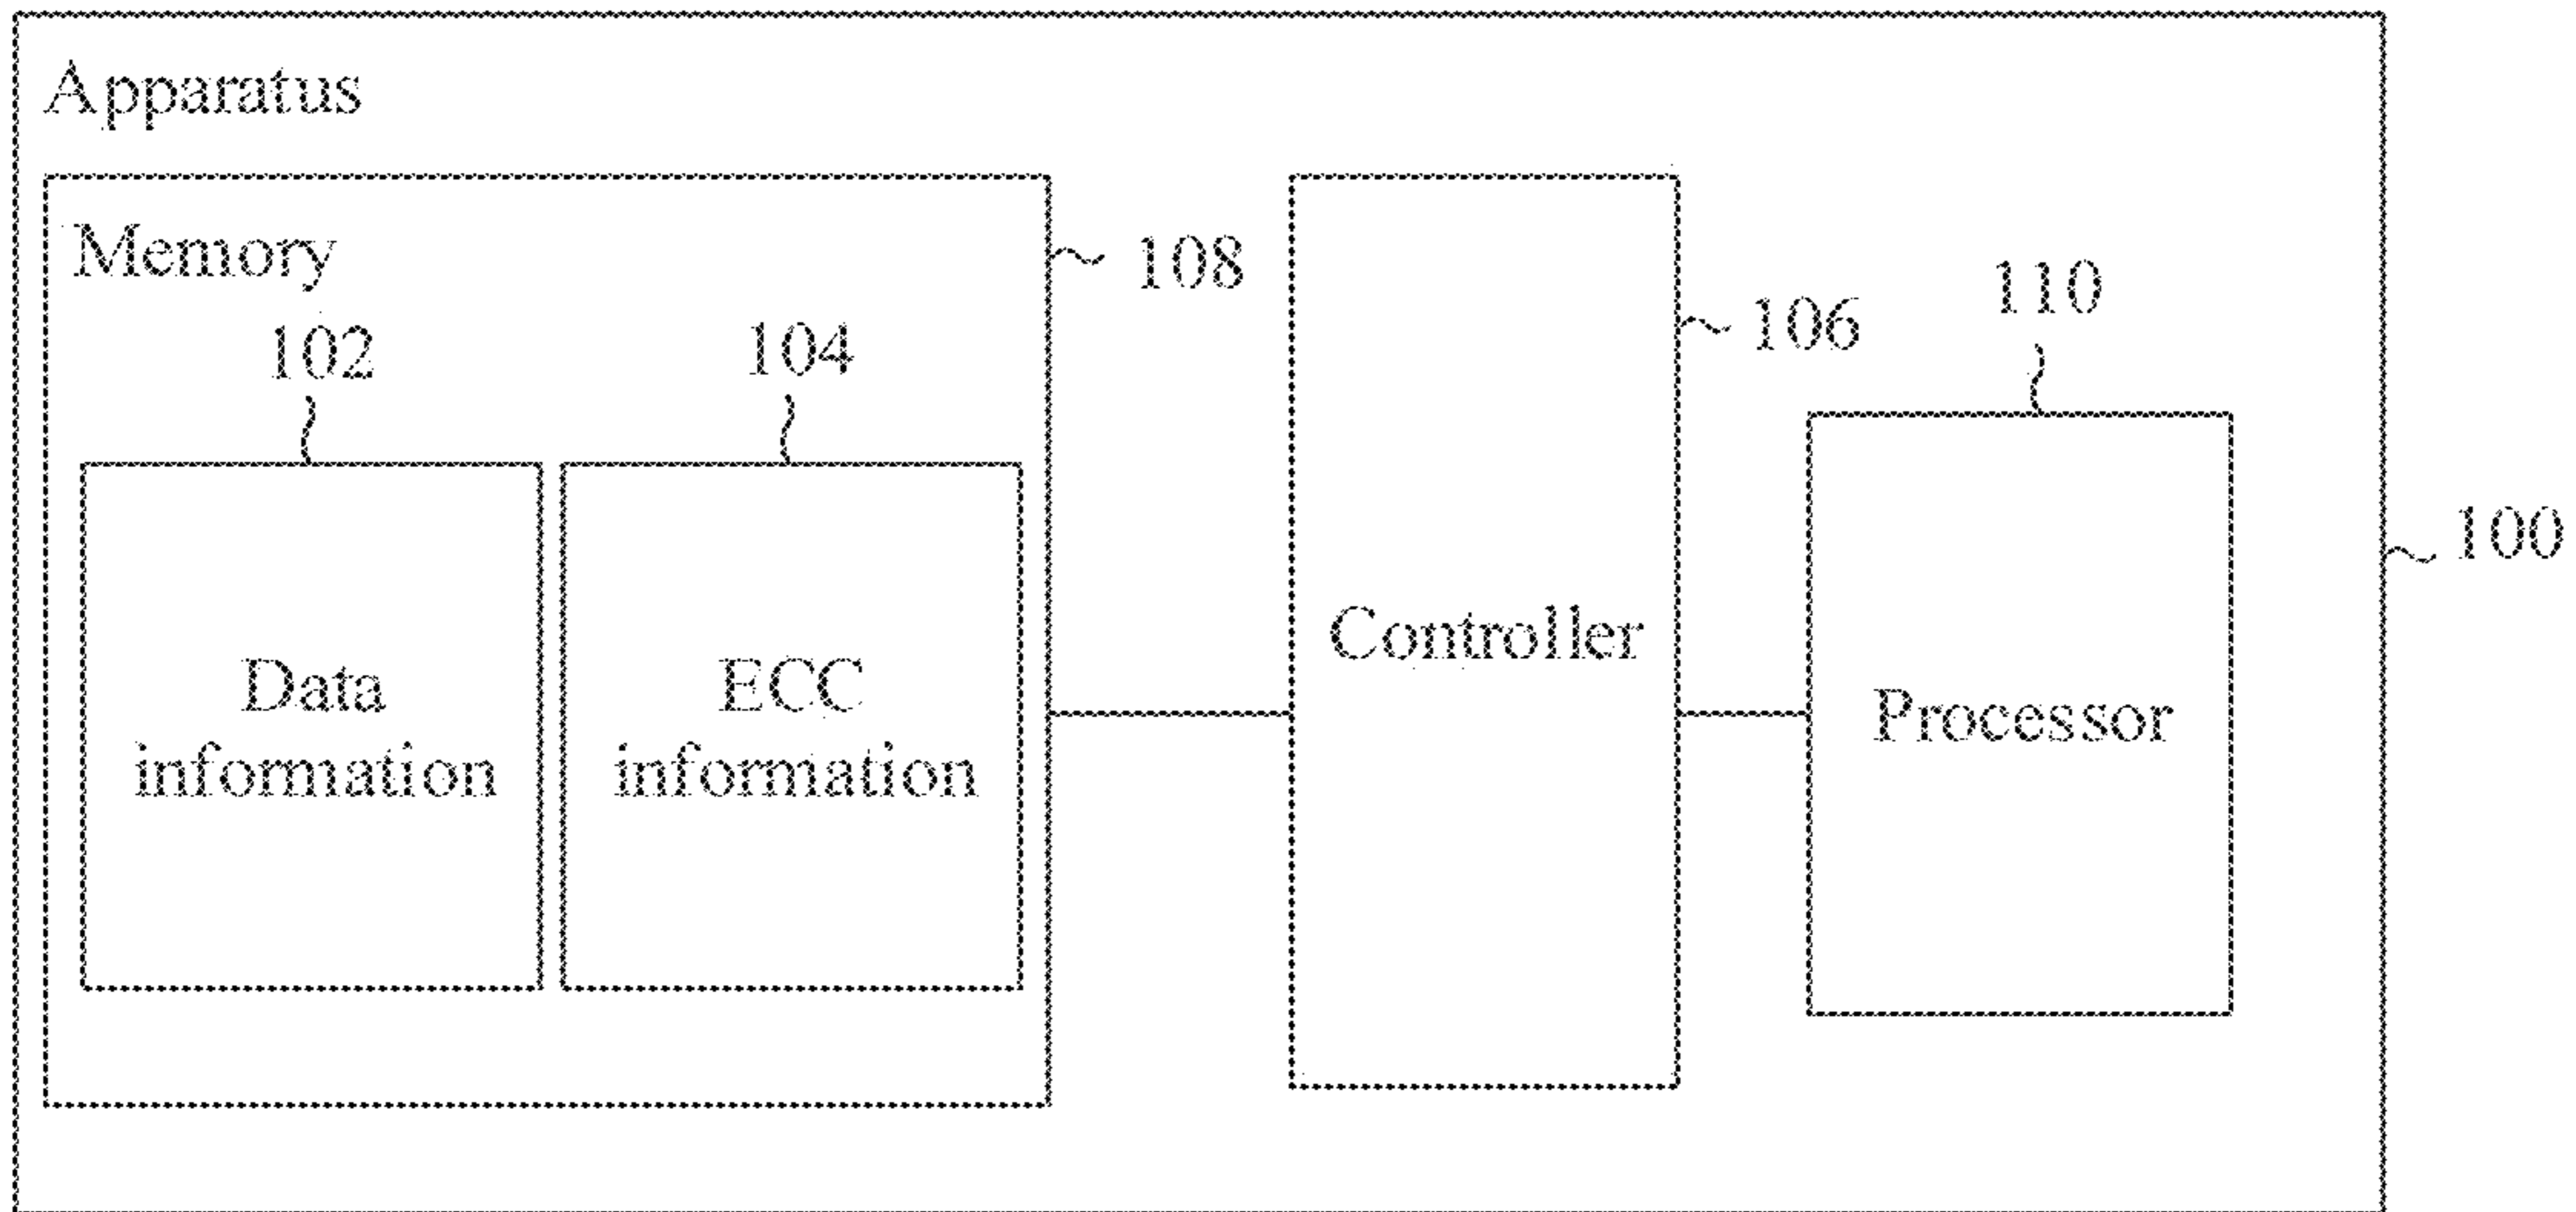 Apparatus
Memory
108
102
104
106
110
100
Data
information
ECC
information
Controller
Processor